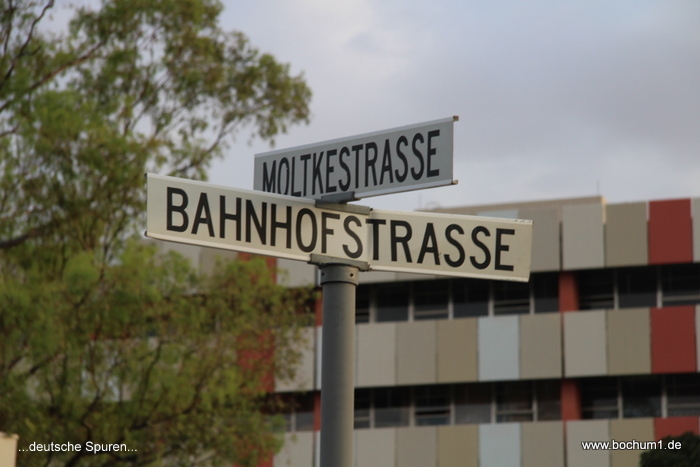 MOLTKESTRASSE
BAHNHOFSTRASSE
...deutsche Spuren...
www.bochum1.de